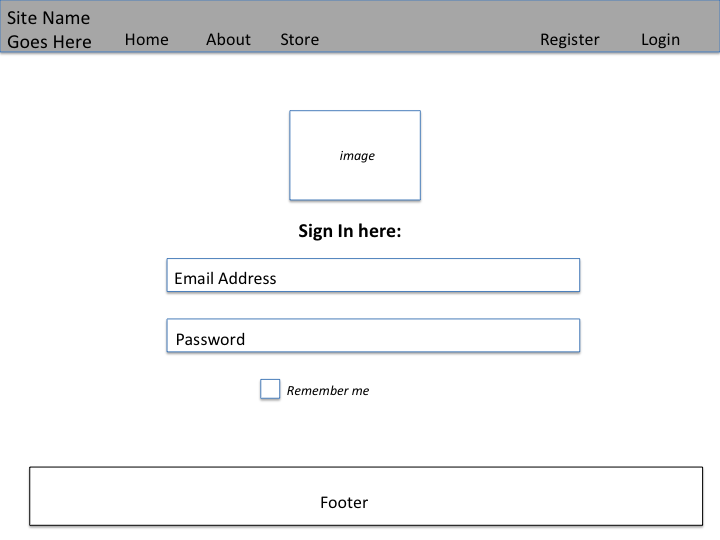 Site Name
Goes Here
Home About Store Register Login
image
Sign In here:
Email Address
Password
Remember me
Footer